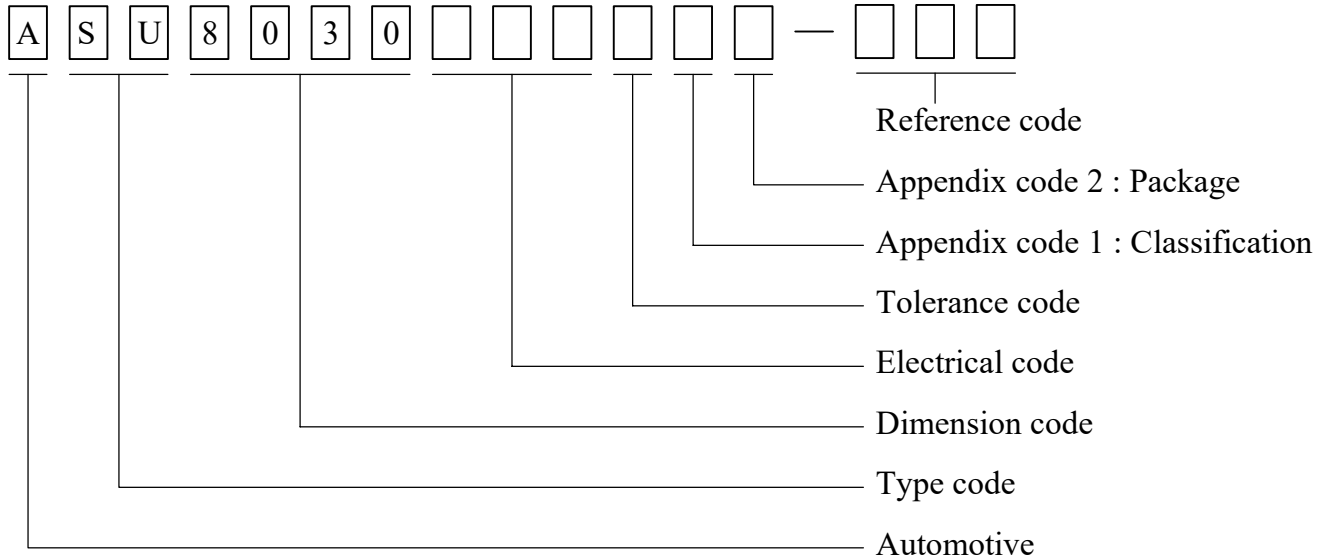 A S U 8 0 3 0 —
Reference code
Appendix code 2 : Package
Appendix code 1 : Classification
Tolerance code
Electrical code
Dimension code
Type code
Automotive